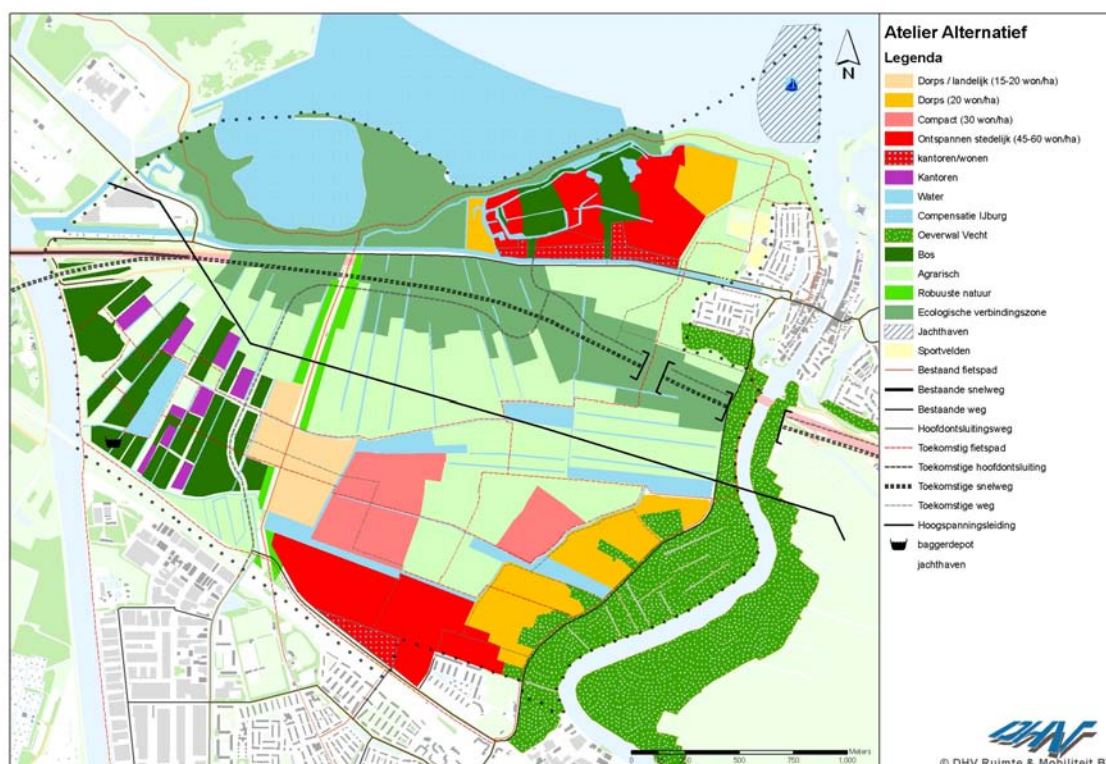 Atelier Alternatief
Legenda
Dorps / landelijk (15-20 won/ha)
Dorps (20 won/ha)
Compact (30 won/ha)
Ontspannen stedelijk (45-60 won/ha)
kantoren/wonen
Kantoren
Water
Compensatie IJburg
Oeverwal Vecht
Bos
Agrarisch
Robuuste natuur
Ecologische verbindingszone
Jachthaven
Sportvelden
Bestaand fietspad
Bestaande snelweg
Bestaande weg
Hoofdontsluitingsweg
Toekomstig fietspad
Toekomstige hoofdontsluiting
Toekomstige snelweg
Toekomstige weg
Hoogspanningsleiding
baggerdepot
jachthaven
N
Meters
0 250 500 750 1,000
DHV
© DHV Ruimte & Mobiliteit B